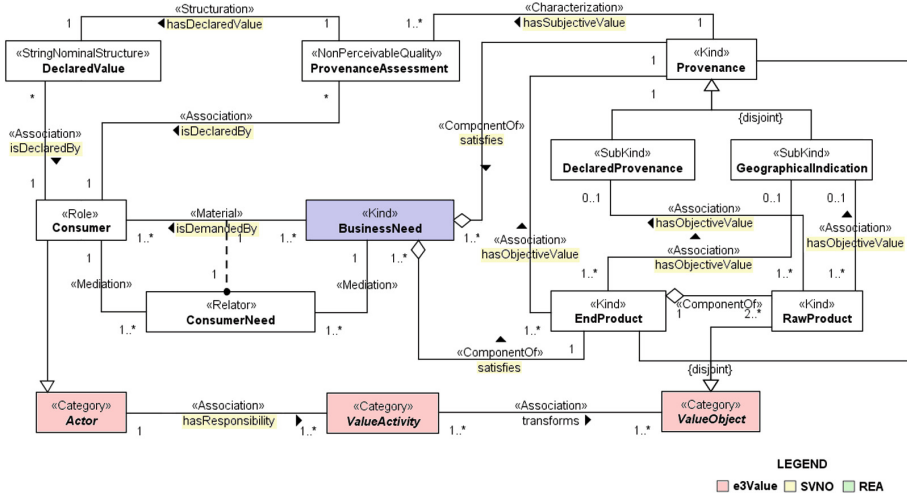 «Structuration»
1 hasDeclaredValue 1
«Characterization»
1..* hasSubjectiveValue 1
«StringNominalStructure»
DeclaredValue
«NonPerceivableQuality»
ProvenanceAssessment
«Kind»
Provenance
* *
1 1
«Association»
isDeclaredBy
«Association»
isDeclaredBy
«ComponentOf»
satisfies
{disjoint}
«SubKind»
DeclaredProvenance
«SubKind»
GeographicalIndication
1 1
0..1 0..1 0..1
«Role»
Consumer
«Material»
isDemandedBy
1..* 1 1..*
«Kind»
BusinessNeed
1..*
«Association»
hasObjectiveValue
«Association»
hasObjectiveValue
«Association»
hasObjectiveValue
«Association»
hasObjectiveValue
1 1 1..*
«Mediation» 1 «Mediation»
1..* 1..* 1..*
«Relator»
ConsumerNeed
1..* 1..*
«Kind»
EndProduct
«ComponentOf»
1 2..*
«Kind»
RawProduct
1..* 1
«ComponentOf»
satisfies
{disjoint}
«Category»
Actor
«Association»
hasResponsibility
1 1..*
«Category»
ValueActivity
«Association»
transforms
1..* 1..*
«Category»
ValueObject
LEGEND
e3Value SVNO REA